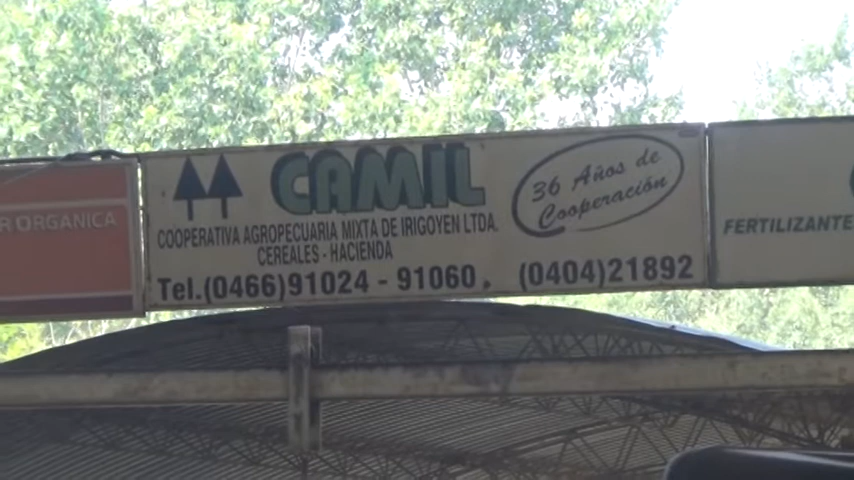 R ORGANICA
CAMIL
COOPERATIVA AGROPECUARIA MIXTA DE IRIGOYEN LTDA.
CEREALES - HACIENDA
Tel.(0466)91024 - 91060. (0404)21892
36 Años de
Cooperación
FERTILIZANTE